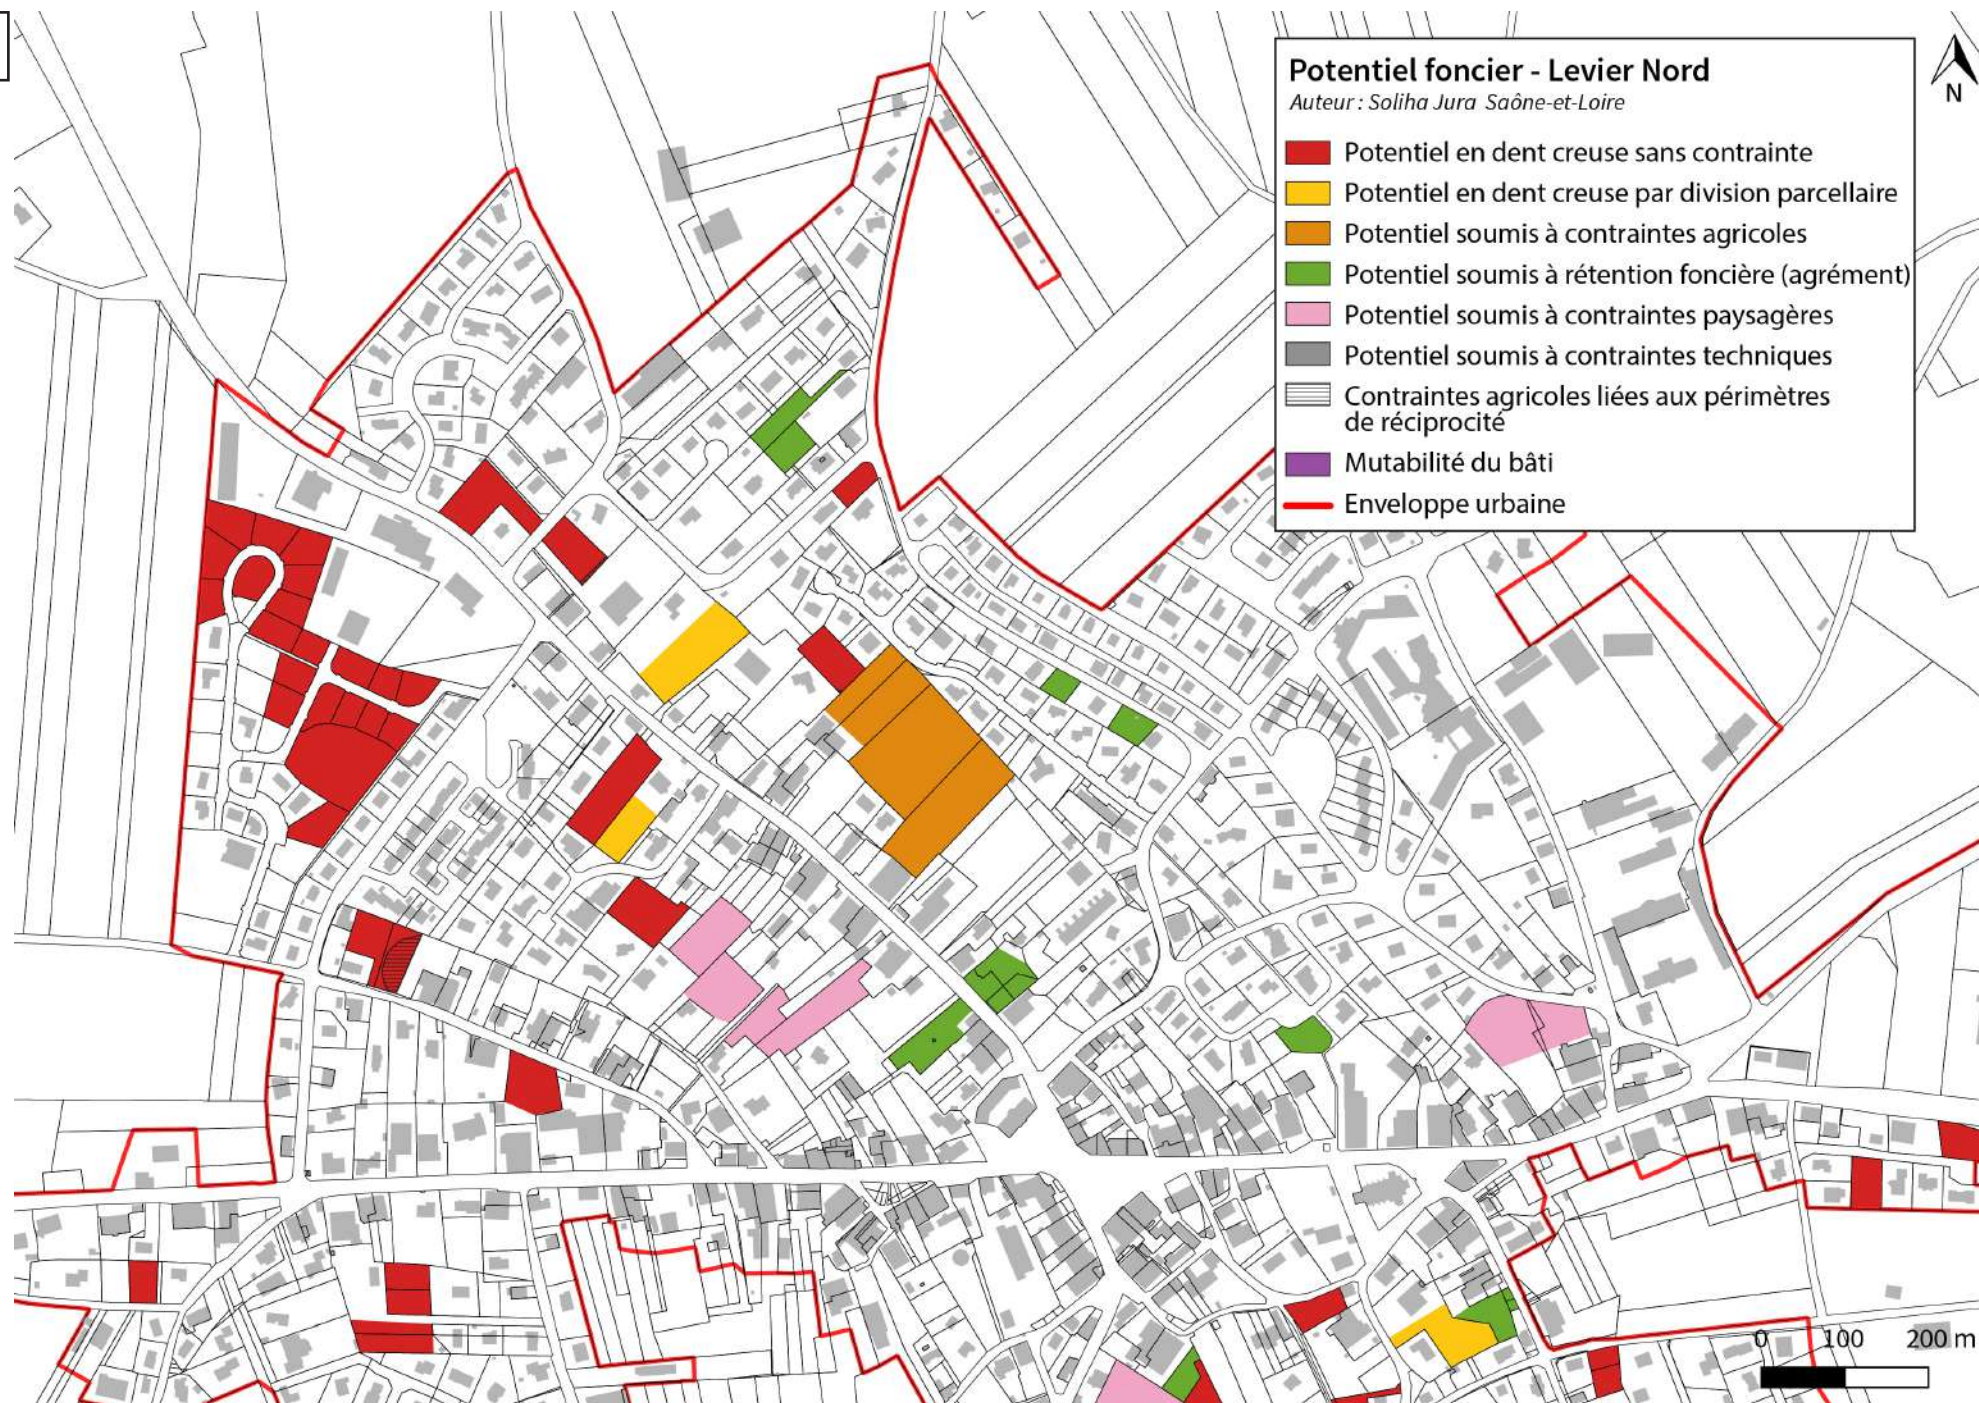 Potentiel foncier - Levier Nord
Auteur : Soliha Jura Saône-et-Loire
N
Potentiel en dent creuse sans contrainte
Potentiel en dent creuse par division parcellaire
Potentiel soumis à contraintes agricoles
Potentiel soumis à rétention foncière (agrément)
Potentiel soumis à contraintes paysagères
Potentiel soumis à contraintes techniques
Contraintes agricoles liées aux périmètres
de réciprocité
Mutabilité du bâti
Enveloppe urbaine
0 100 200 m